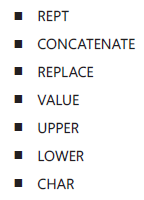 ▪ REPT
▪ CONCATENATE
▪ REPLACE
▪ VALUE
▪ UPPER
▪ LOWER
▪ CHAR